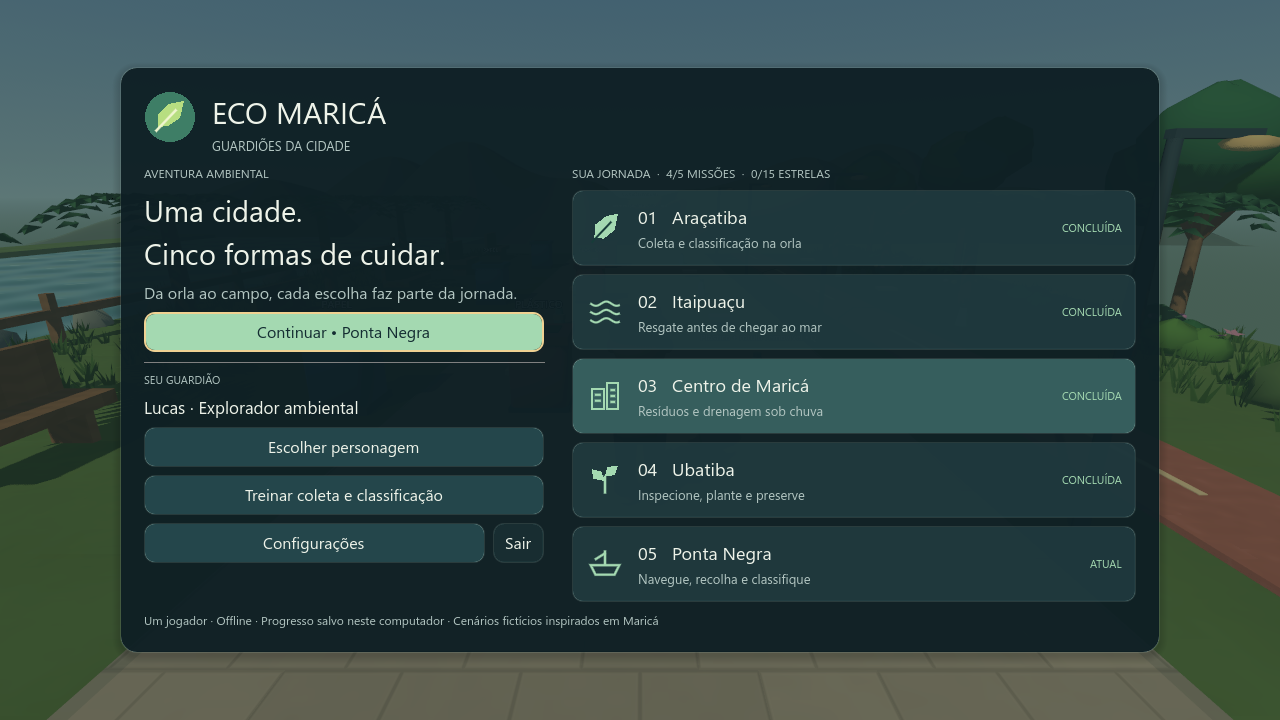 ECO MARICÁ
GUARDIÕES DA CIDADE
AVENTURA AMBIENTAL
Uma cidade.
Cinco formas de cuidar.
Da orla ao campo, cada escolha faz parte da jornada.
Continuar • Ponta Negra
SEU GUARDIÃO
Lucas · Explorador ambiental
Escolher personagem
Treinar coleta e classificação
Configurações
Sair
SUA JORNADA · 4/5 MISSÕES · 0/15 ESTRELAS
01 Araçatiba
Coleta e classificação na orla
CONCLUÍDA
02 Itaipuaçu
Resgate antes de chegar ao mar
CONCLUÍDA
03 Centro de Maricá
Resíduos e drenagem sob chuva
CONCLUÍDA
04 Ubatiba
Inspecione, plante e preserve
CONCLUÍDA
05 Ponta Negra
Navegue, recolha e classifique
ATUAL
Um jogador · Offline · Progresso salvo neste computador · Cenários fictícios inspirados em Maricá